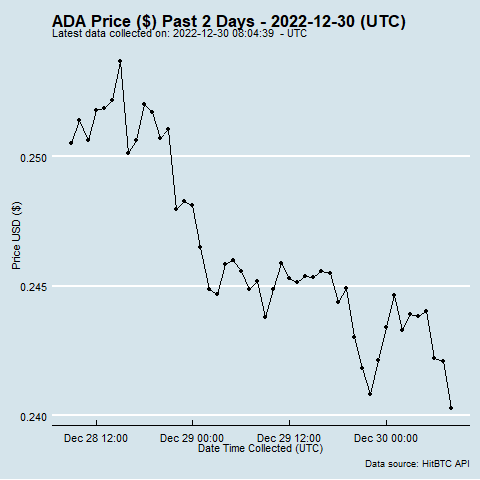 ADA Price ($) Past 2 Days - 2022-12-30 (UTC)
Latest data collected on: 2022-12-30 08:04:39  - UTC
0.250
0.245
0.240
Price USD ($)
Dec 28 12:00
Dec 29 00:00
Dec 29 12:00
Dec 30 00:00
Date Time Collected (UTC)
Data source: HitBTC API